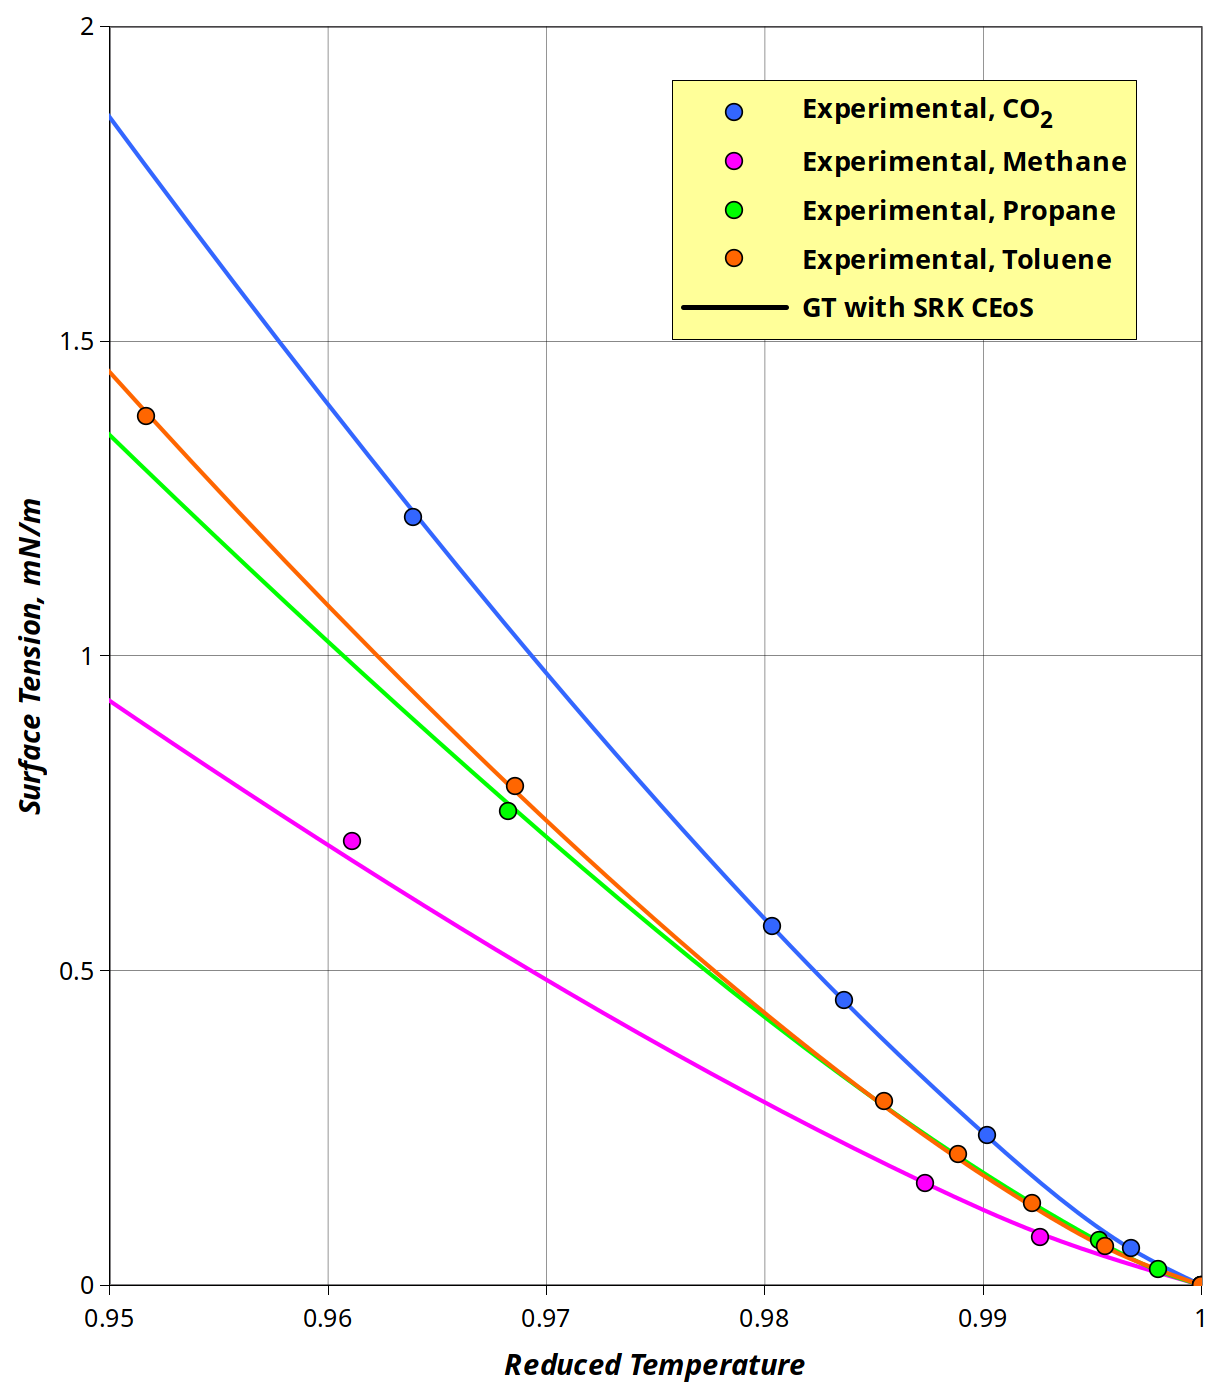 2
1.5
1
0.5
0
0.95
0.96
0.97
0.98
0.99
1
Surface Tension, mN/m
Reduced Temperature
Experimental, CO₂
Experimental, Methane
Experimental, Propane
Experimental, Toluene
GT with SRK CEoS